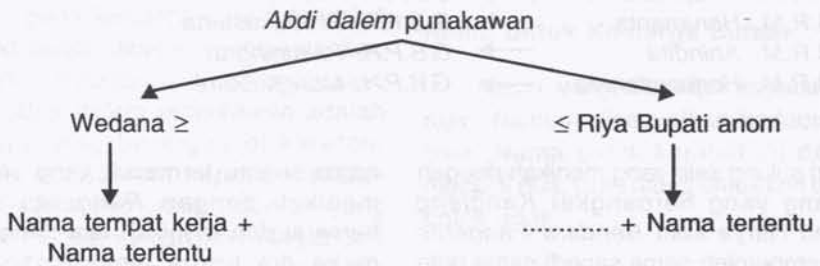 Abdi dalem punakawan
Wedana ≥
≤ Riya Bupati anom
Nama tempat kerja +
Nama tertentu
.............. + Nama tertentu